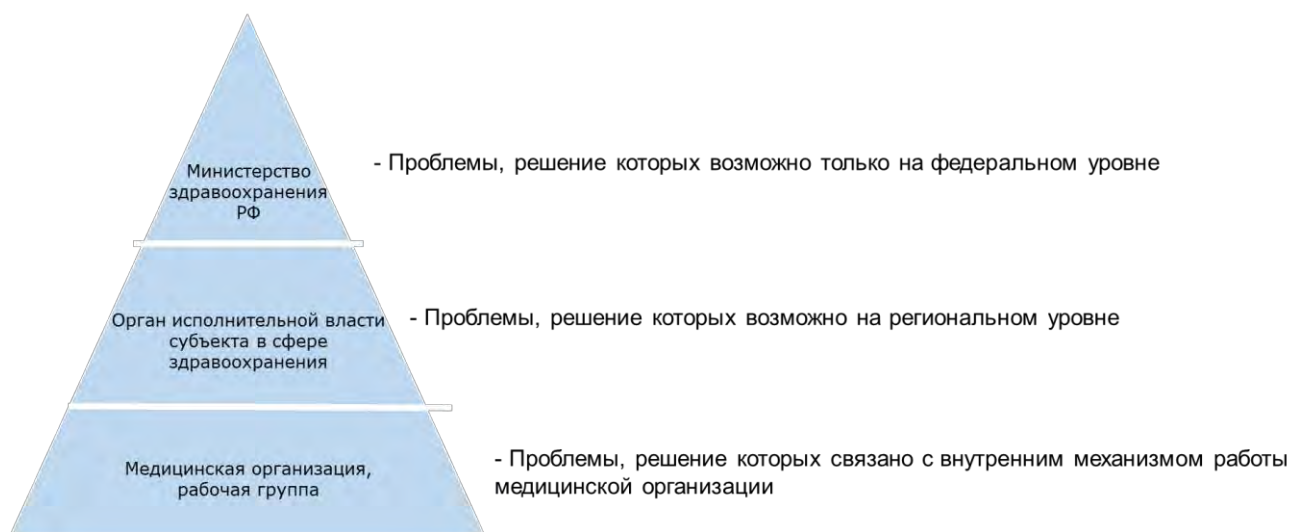 Министерство
здравоохранения
РФ
- Проблемы, решение которых возможно только на федеральном уровне
Орган исполнительной власти
субъекта в сфере
здравоохранения
- Проблемы, решение которых возможно на региональном уровне
Медицинская организация,
рабочая группа
- Проблемы, решение которых связано с внутренним механизмом работы
медицинской организации